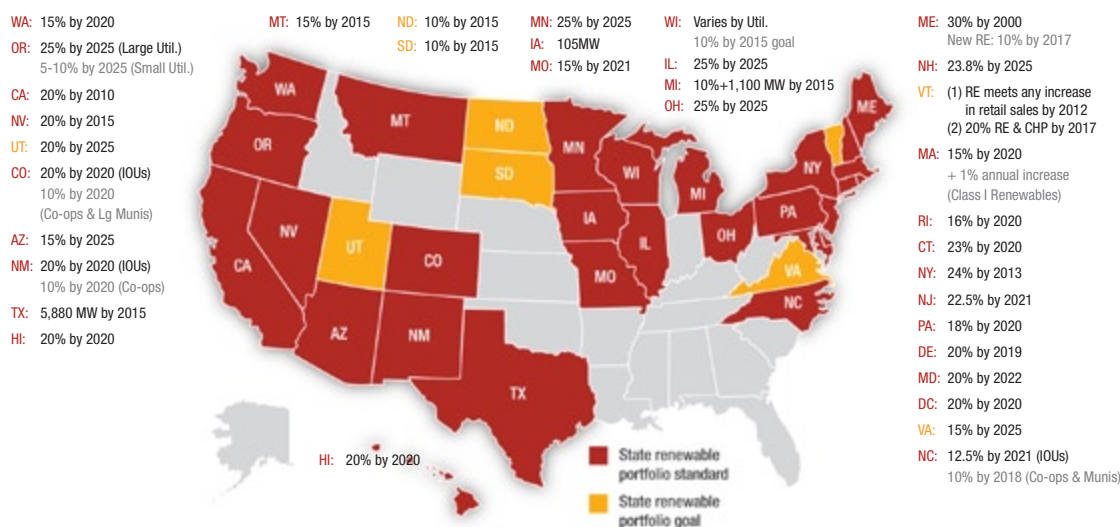 WA: 15% by 2020
OR: 25% by 2025 (Large Util.)
5-10% by 2025 (Small Util.)
CA: 20% by 2010
NV: 20% by 2015
UT: 20% by 2025
CO: 20% by 2020 (IOUs)
10% by 2020
(Co-ops & Lg Munis)
AZ: 15% by 2025
NM: 20% by 2020 (IOUs)
10% by 2020 (Co-ops)
TX: 5,880 MW by 2015
HI: 20% by 2020
MT: 15% by 2015
ND: 10% by 2015
SD: 10% by 2015
MN: 25% by 2025
IA: 105MW
MO: 15% by 2021
WI: Varies by Util.
10% by 2015 goal
IL: 25% by 2025
MI: 10%+1,100 MW by 2015
OH: 25% by 2025
ME: 30% by 2000
New RE: 10% by 2017
NH: 23.8% by 2025
VT: (1) RE meets any increase
in retail sales by 2012
(2) 20% RE & CHP by 2017
MA: 15% by 2020
+ 1% annual increase
(Class I Renewables)
RI: 16% by 2020
CT: 23% by 2020
NY: 24% by 2013
NJ: 22.5% by 2021
PA: 18% by 2020
DE: 20% by 2019
MD: 20% by 2022
DC: 20% by 2020
VA: 15% by 2025
NC: 12.5% by 2021 (IOUs)
10% by 2018 (Co-ops & Munis)
WA
OR
CA
NV
UT
AZ
MT
CO
NM
ND
SD
TX
MN
IA
MO
WI
IL
MI
OH
ME
NY
PA
VA
NC
HI: 20% by 2020
State renewable
portfolio standard
State renewable
portfolio goal